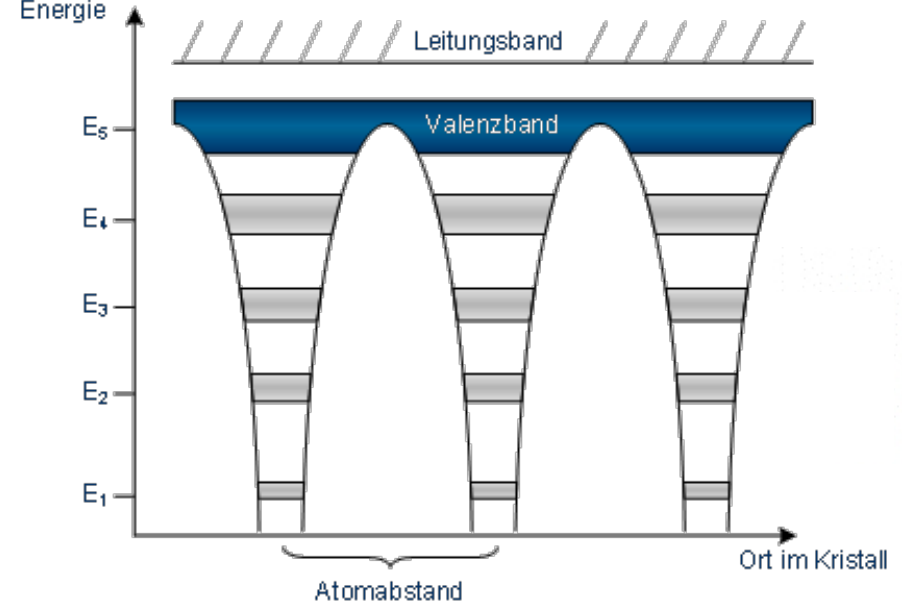 Energie
Leitungsband
Valenzband
E5
E4
E3
E2
E1
Ort im Kristall
Atomabstand